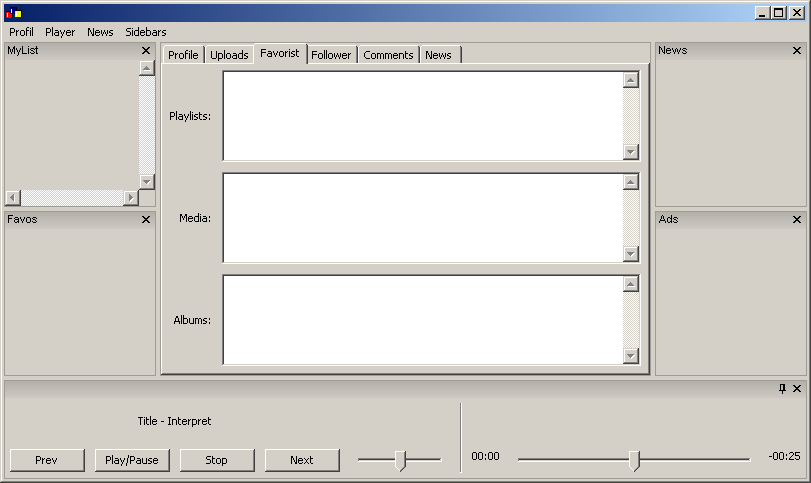 Profil Player News Sidebars
MyList
Profile Uploads Favorist Follower Comments News
News
Playlists:
Media:
Favos
Ads
Albums:
Title - Interpret
Prev Play/Pause Stop Next
00:00 -00:25